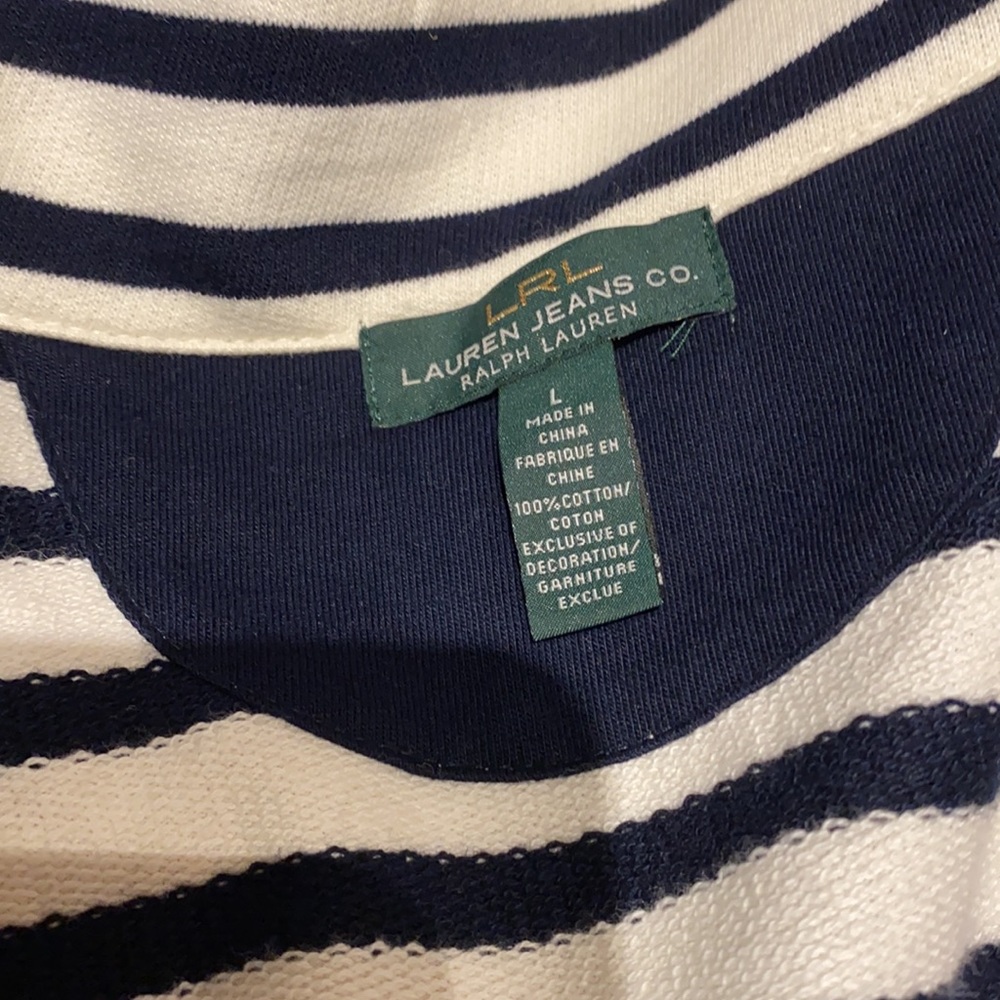 LRL
LAUREN JEANS CO.
RALPH LAUREN
L
MADE IN
CHINA
FABRIQUE EN
CHINE
100%COTTON/
COTON
EXCLUSIVE OF
DECORATION/
GARNITURE
EXCLUE